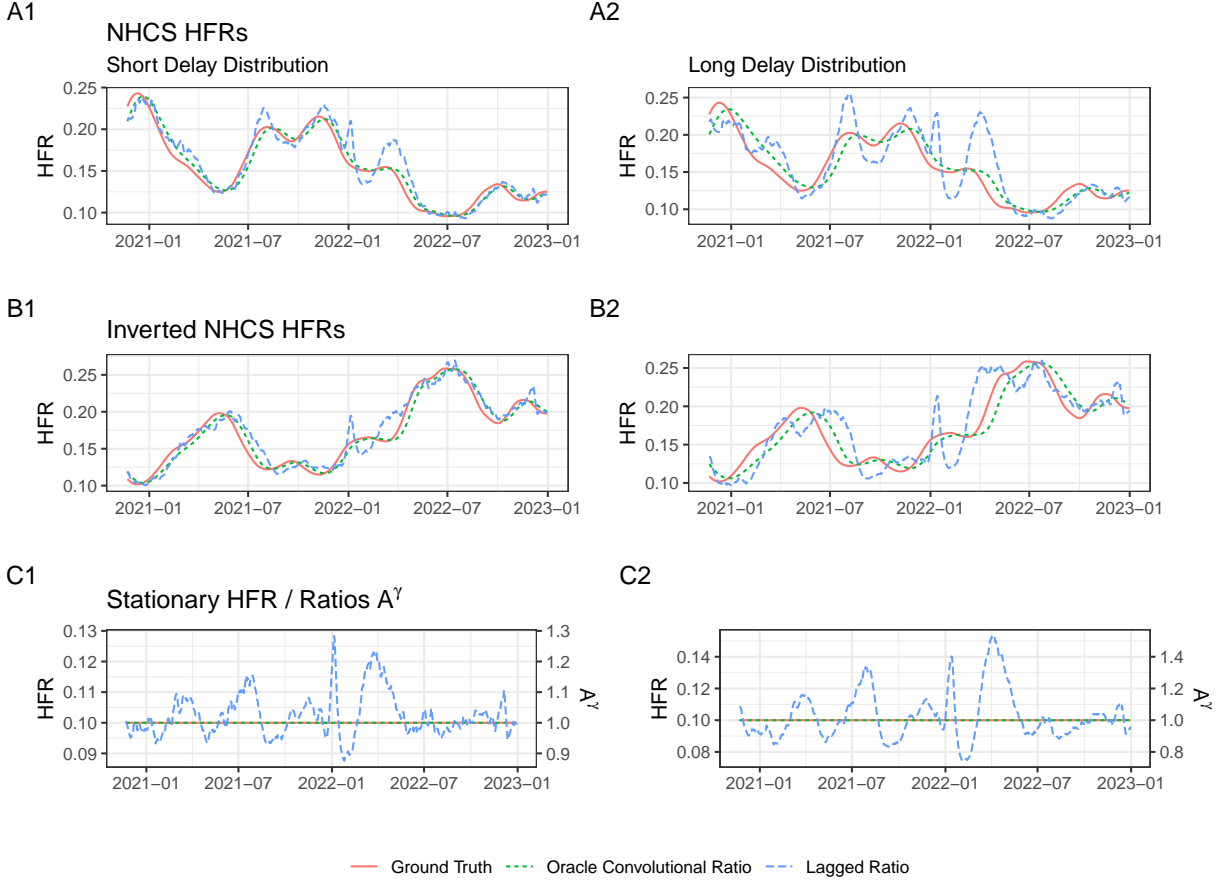 A1
A2
NHCS HFRs
Short Delay Distribution
Long Delay Distribution
HFR
0.25
0.20
0.15
0.10
2021−01
2021−07
2022−01
2022−07
2023−01
HFR
0.25
0.20
0.15
0.10
2021−01
2021−07
2022−01
2022−07
2023−01
B1
B2
Inverted NHCS HFRs
HFR
0.25
0.20
0.15
0.10
2021−01
2021−07
2022−01
2022−07
2023−01
HFR
0.25
0.20
0.15
0.10
2021−01
2021−07
2022−01
2022−07
2023−01
C1
C2
Stationary HFR / Ratios A^γ
HFR
0.13
0.12
0.11
0.10
0.09
1.3
1.2
1.1
1.0
0.9
A^γ
2021−01
2021−07
2022−01
2022−07
2023−01
HFR
0.14
0.12
0.10
0.08
1.4
1.2
1.0
0.8
A^γ
2021−01
2021−07
2022−01
2022−07
2023−01
Ground Truth
Oracle Convolutional Ratio
Lagged Ratio